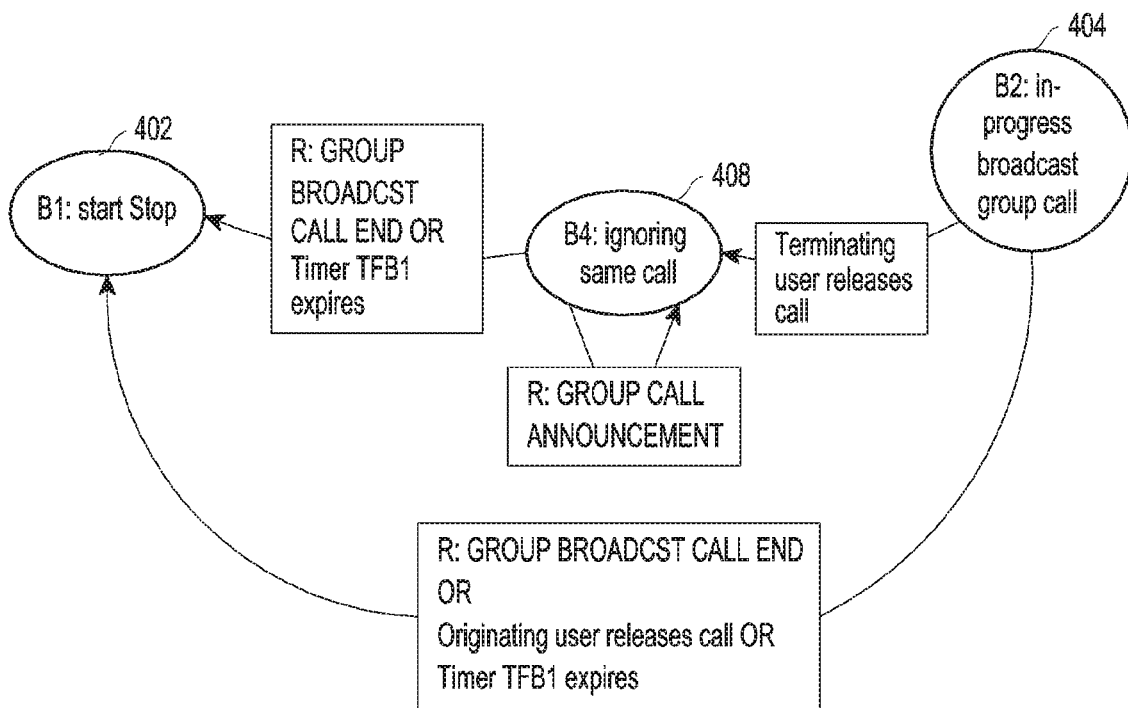 404
B2: in-
progress
broadcast
group call
402
B1: start Stop
R: GROUP
BROADCST
CALL END OR
Timer TFB1
expires
408
B4: ignoring
same call
Terminating
user releases
call
R: GROUP CALL
ANNOUNCEMENT
R: GROUP BROADCST CALL END
OR
Originating user releases call OR
Timer TFB1 expires